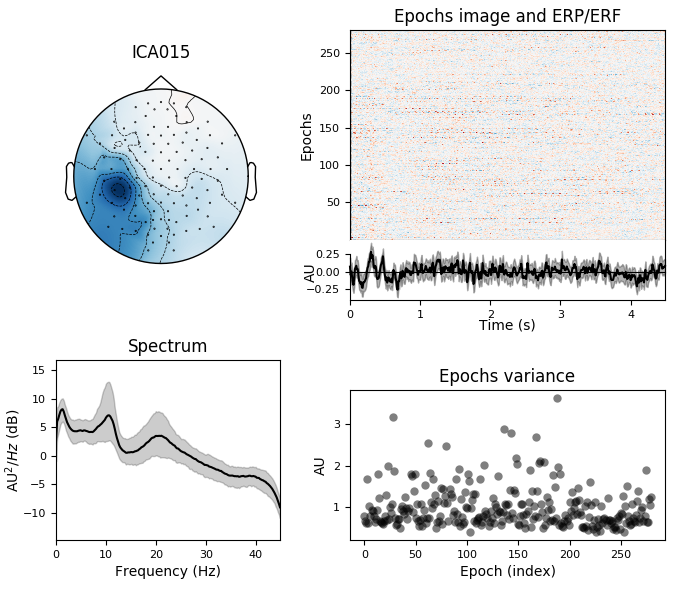 ICA015
Epochs image and ERP/ERF
Epochs
250
200
150
100
50
AU
0.25
0.00
−0.25
0 1 2 3 4
Time (s)
Spectrum
AU²/Hz (dB)
15
10
5
0
−5
−10
0 10 20 30 40
Frequency (Hz)
Epochs variance
AU
3
2
1
0 50 100 150 200 250
Epoch (index)